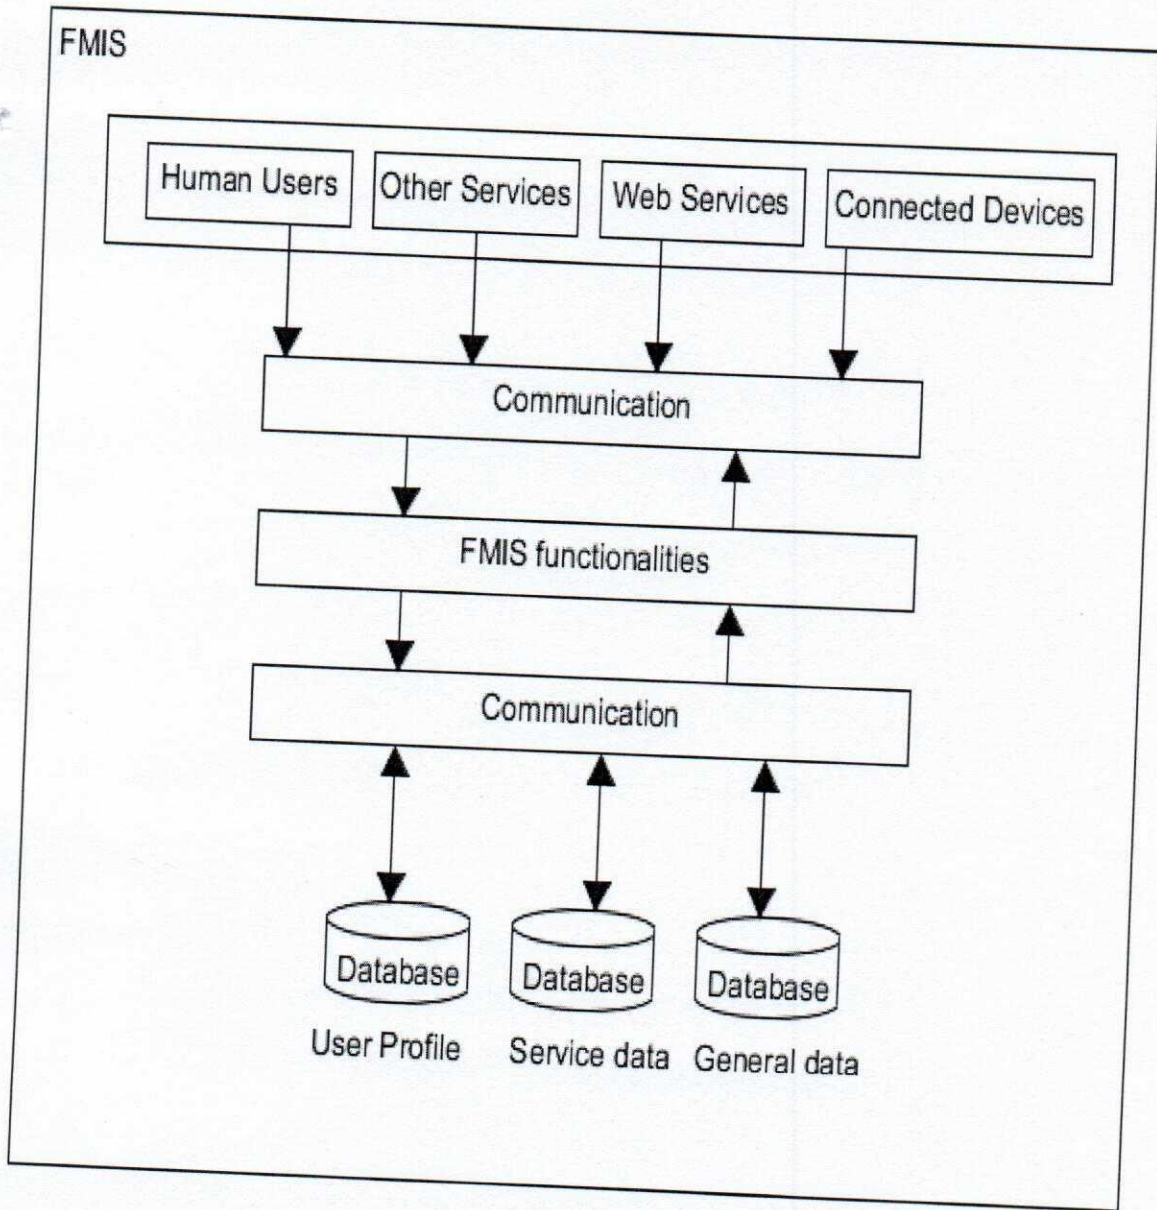 FMIS
Human Users
Other Services
Web Services
Connected Devices
Communication
FMIS functionalities
Communication
Database
Database
Database
User Profile
Service data
General data